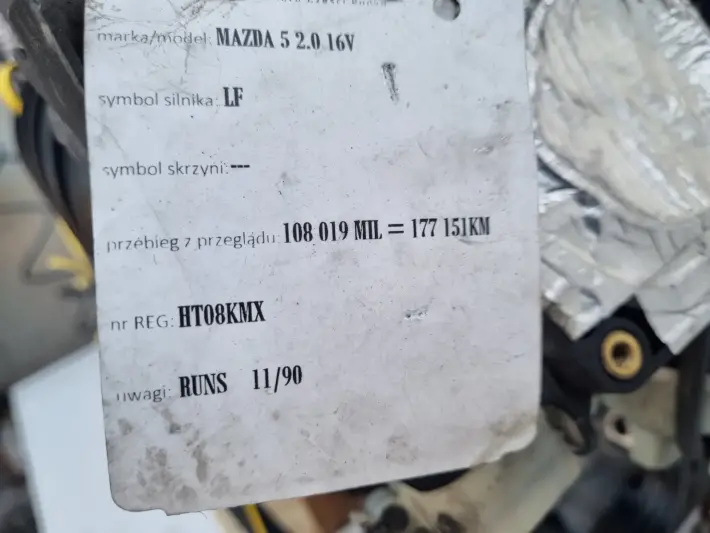 marka/model: MAZDA 5 2.0 16V
symbol silnika: LF
symbol skrzyni: ---
przebieg z przeglądu: 108 019 MIL = 177 151KM
nr REG: HT08KMX
uwagi: RUNS 11/90